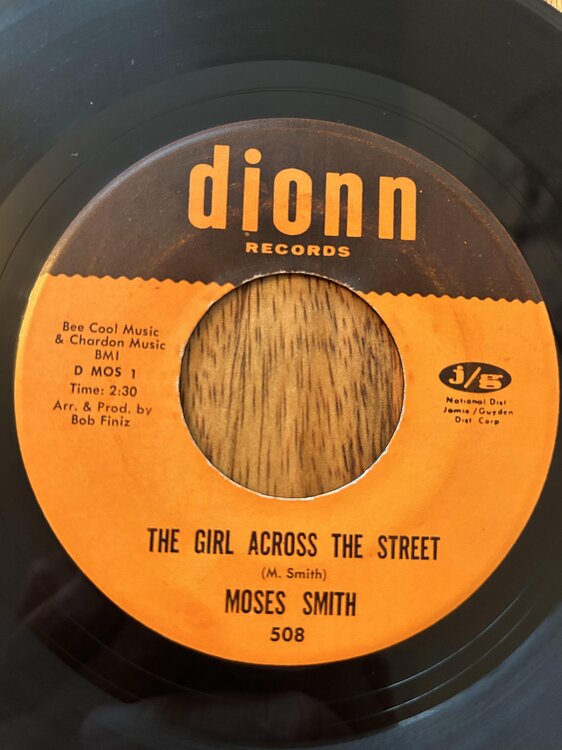 dionn
RECORDS
Bee Cool Music
& Chardon Music
BMI
D MOS 1
Time: 2:30
Arr. & Prod. by
Bob Finiz
j/g
National Dist
Jamie/Guyden
Dist Corp
THE GIRL ACROSS THE STREET
(M. Smith)
MOSES SMITH
508